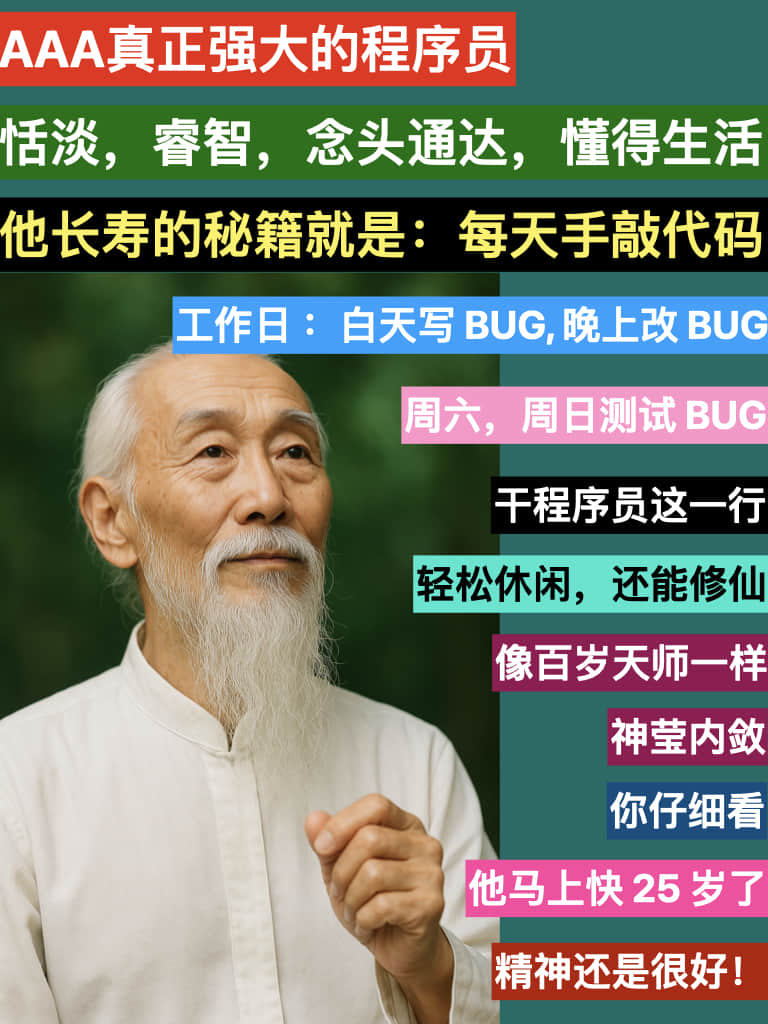 AAA真正强大的程序员
恬淡，睿智，念头通达，懂得生活
他长寿的秘籍就是：每天手敲代码
工作日：白天写 BUG, 晚上改 BUG
周六，周日测试 BUG
干程序员这一行
轻松休闲，还能修仙
像百岁天师一样
神莹内敛
你仔细看
他马上快 25 岁了
精神还是很好！